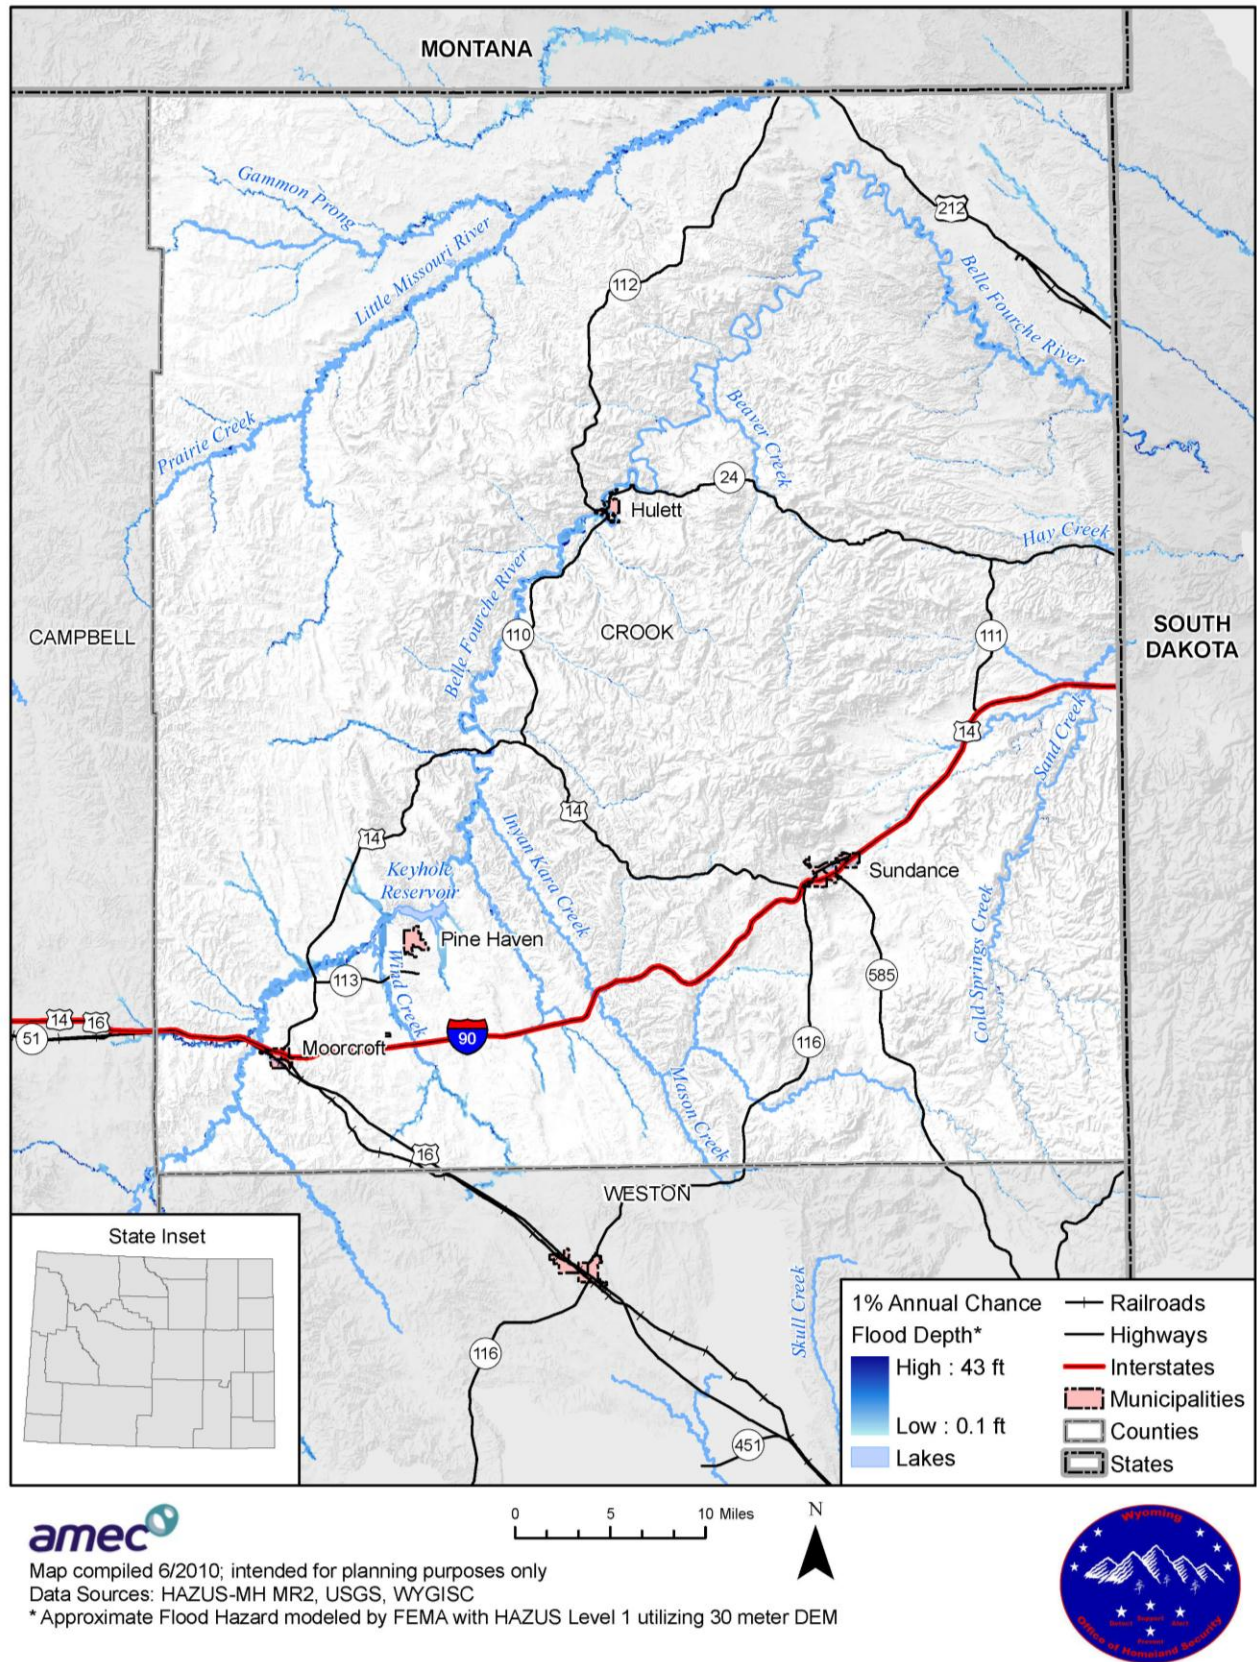 MONTANA
Gammon Prong
212
Little Missouri River
112
Belle Fourche River
Prairie Creek
Beaver Creek
24
Hulett
Hay Creek
Belle Fourche River
CAMPBELL
110
CROOK
111
SOUTH
DAKOTA
14
Sand Creek
14
14
Inyan Kara Creek
Keyhole
Reservoir
Sundance
Cold Springs Creek
Pine Haven
Wind Creek
113
585
14
16
51
90
Moorcroft
116
Mason Creek
16
WESTON
State Inset
Skull Creek
116
451
1% Annual Chance
Flood Depth*
High : 43 ft
Low : 0.1 ft
Lakes
Railroads
Highways
Interstates
Municipalities
Counties
States
amec
0 5 10 Miles
N
Map compiled 6/2010; intended for planning purposes only
Data Sources: HAZUS-MH MR2, USGS, WYGISC
* Approximate Flood Hazard modeled by FEMA with HAZUS Level 1 utilizing 30 meter DEM
Wyoming
Support
Prevent
Office of Homeland Security